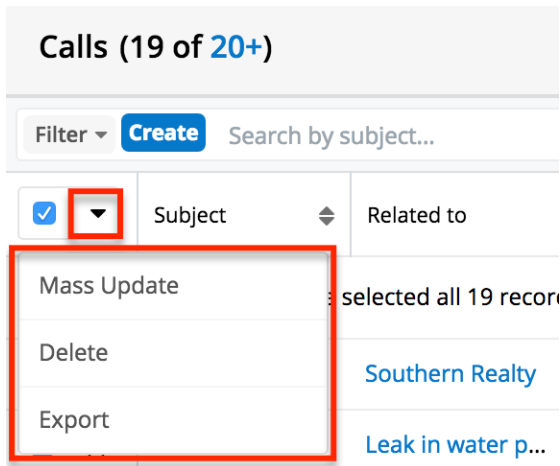 Calls (19 of 20+)
Filter Create Search by subject...
Subject Related to
Mass Update
selected all 19 recor
Delete
Southern Realty
Export
Leak in water p...